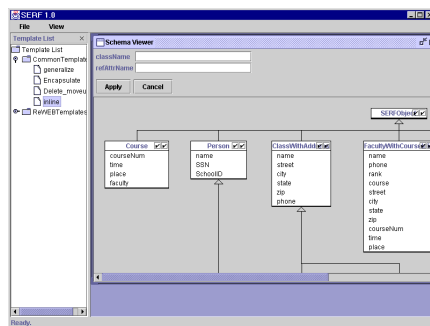 SERF 1.0
File View
Template List ×
Template List
CommonTemplate
generalize
Encapsulate
Delete_moveu
inline
ReWEBTemplates
Schema Viewer
className
refAttrName
Apply Cancel
SERFObject
Course
courseNum
time
place
faculty
Person
name
SSN
SchoolID
ClassWithAdd
name
street
city
state
zip
phone
FacultyWithCourse
name
phone
rank
course
street
city
state
zip
courseNum
time
place
Ready.